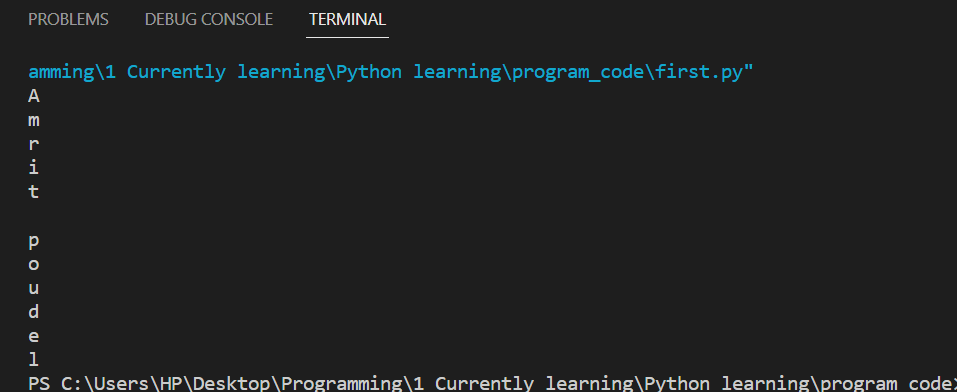 PROBLEMS DEBUG CONSOLE TERMINAL
amming\1 Currently learning\Python learning\program_code\first.py"
A
m
r
i
t

p
o
u
d
e
l
PS C:\Users\HP\Desktop\Programming\1 Currently learning\Python learning\program_code>